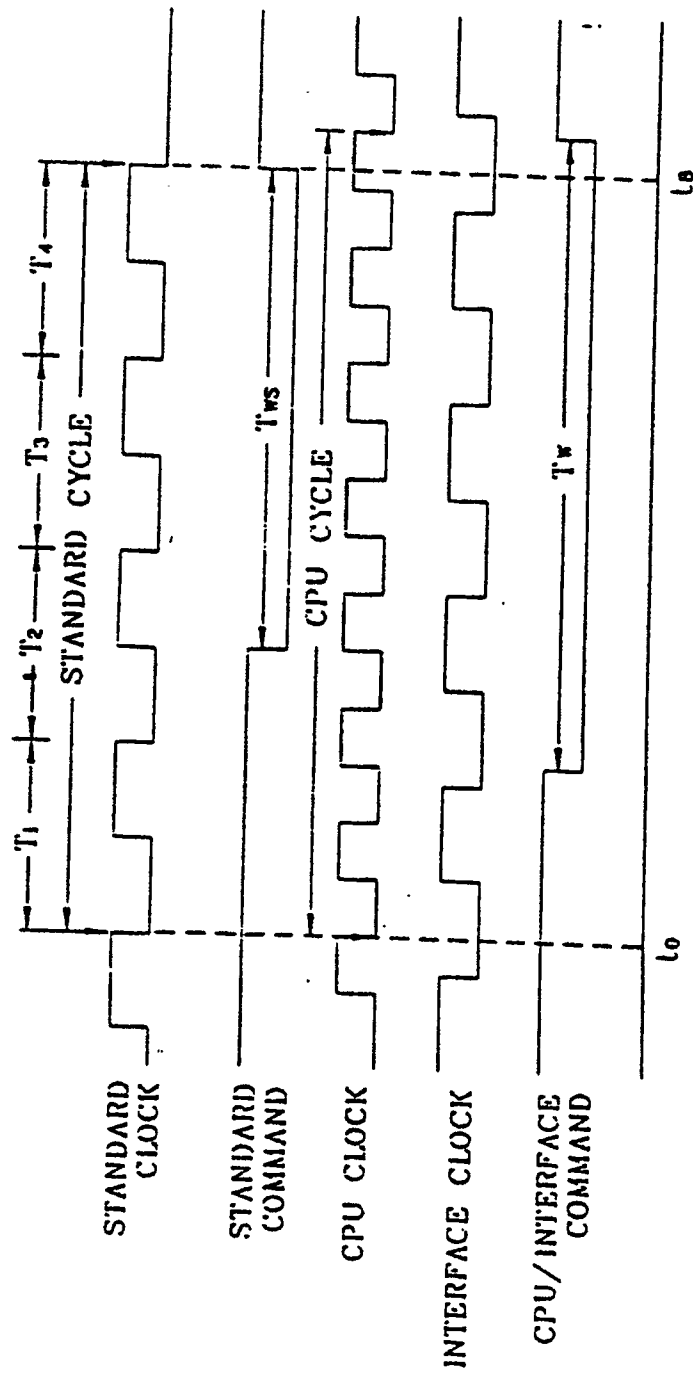 T1
T2
T3
T4
STANDARD CYCLE
STANDARD
CLOCK
STANDARD
COMMAND
TWS
CPU CYCLE
CPU CLOCK
INTERFACE CLOCK
CPU/INTERFACE
COMMAND
TW
t0
tB